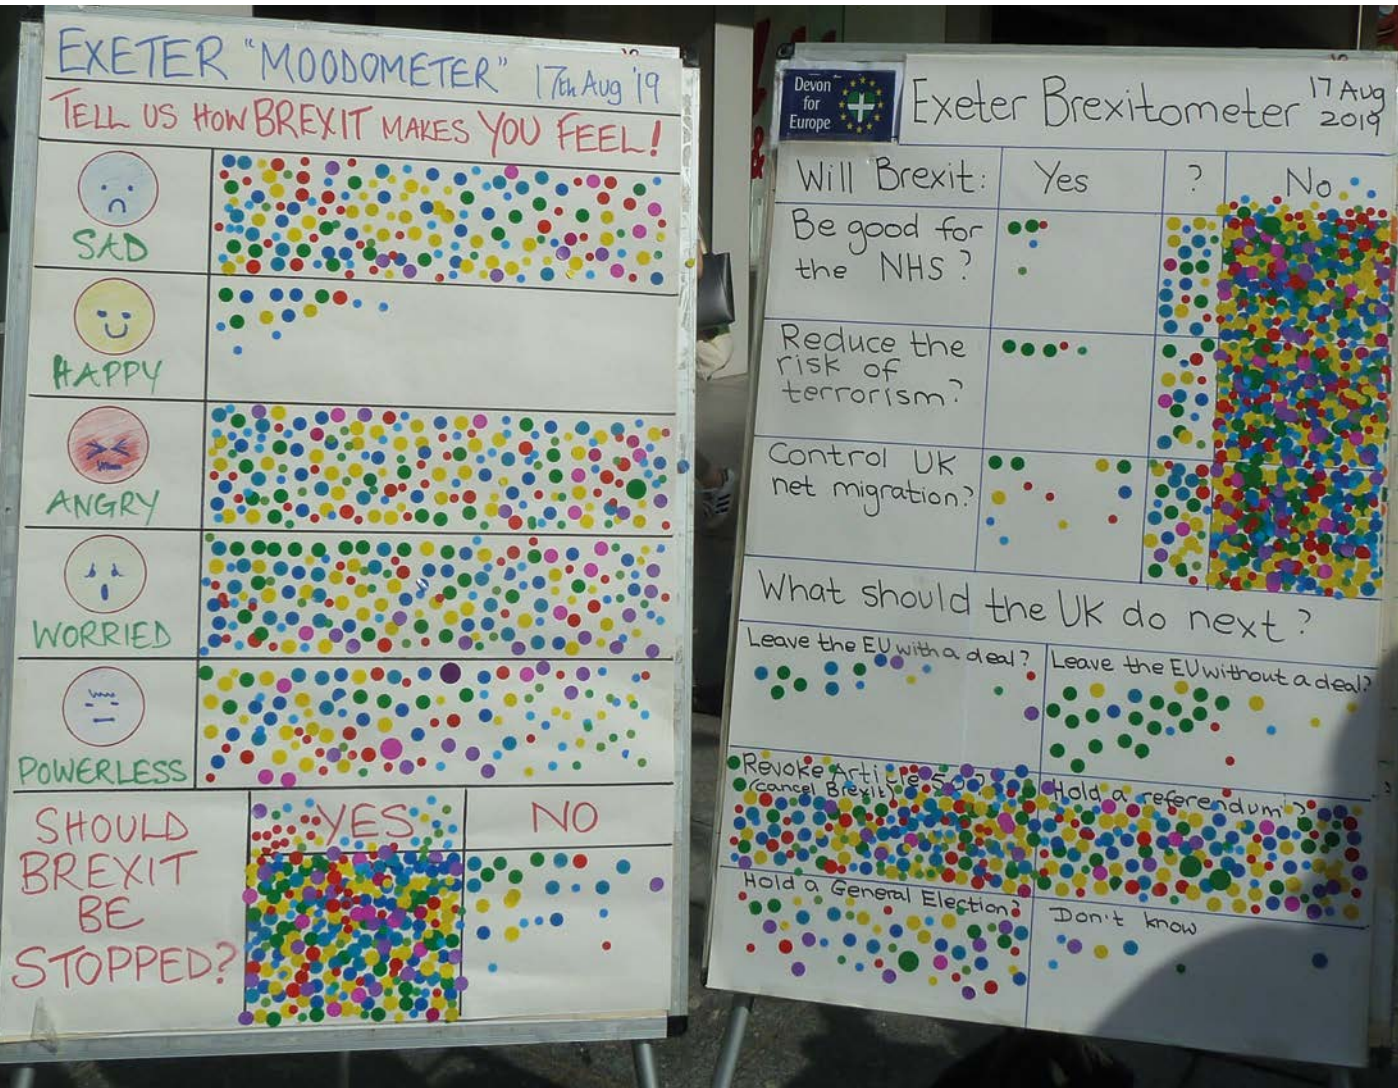 EXETER "MOODOMETER" 17th Aug '19
TELL US HOW BREXIT MAKES YOU FEEL!
SAD
HAPPY
ANGRY
WORRIED
POWERLESS
SHOULD
BREXIT
BE
STOPPED?
YES
NO
Devon
for
Europe
Exeter Brexitometer
17 Aug
2019
Will Brexit:
Yes
?
No
Be good for
the NHS?
Reduce the
risk of
terrorism?
Control UK
net migration?
What should the UK do next?
Leave the EU with a deal?
Leave the EU without a deal?
Revoke Article 50?
(cancel Brexit)
Hold a referendum?
Hold a General Election?
Don't know